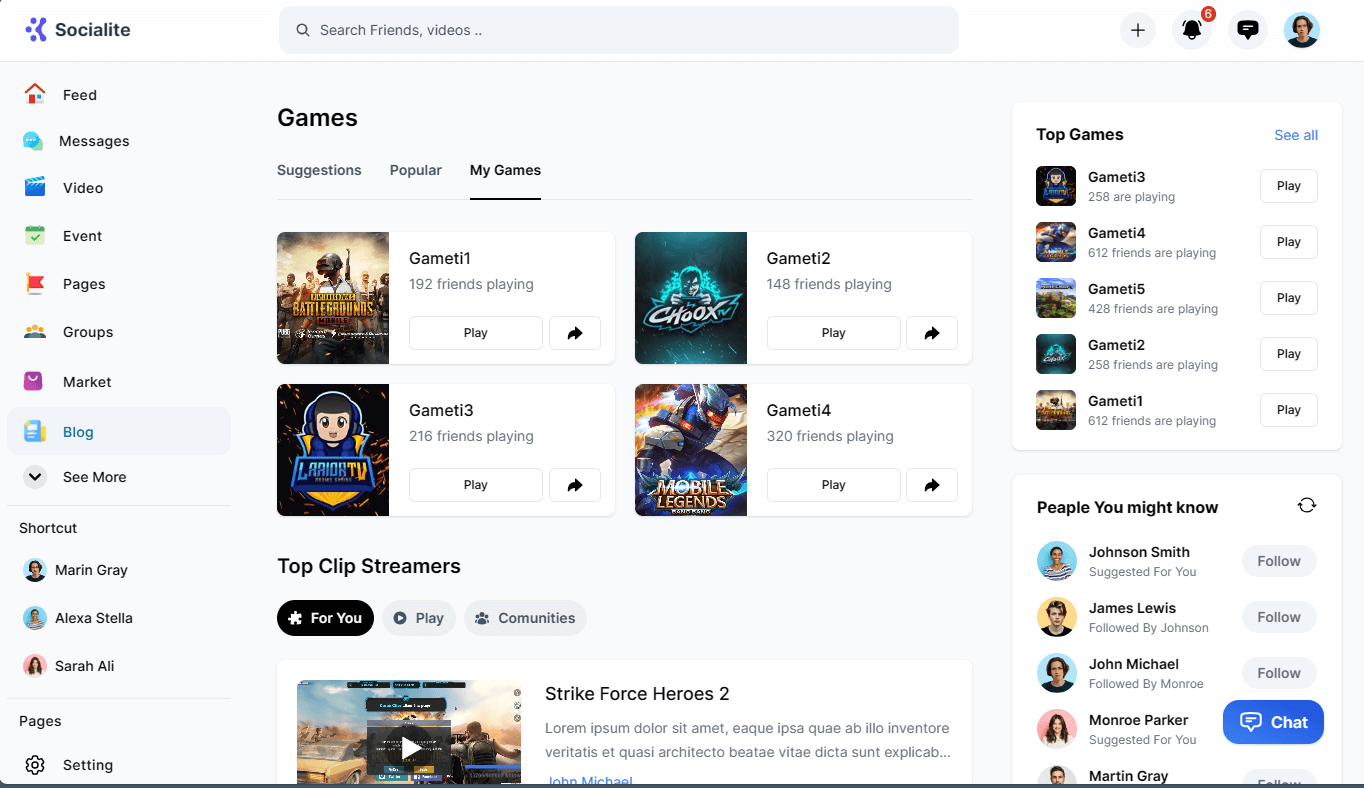 Socialite
Search Friends, videos ..
6
Feed
Messages
Video
Event
Pages
Groups
Market
Blog
See More
Shortcut
Marin Gray
Alexa Stella
Sarah Ali
Pages
Setting
Games
Suggestions
Popular
My Games
BATTLEGROUNDS
MOBILE
Gameti1
192 friends playing
Play
CHOOX TV
Gameti2
148 friends playing
Play
LARIOXTV
Gameti3
216 friends playing
Play
MOBILE
LEGENDS
BANG BANG
Gameti4
320 friends playing
Play
Top Clip Streamers
For You
Play
Comunities
Strike Force Heroes 2
Lorem ipsum dolor sit amet, eaque ipsa quae ab illo inventore
veritatis et quasi architecto beatae vitae dicta sunt explicab...
John Michael
Top Games
See all
Gameti3
258 are playing
Play
Gameti4
612 friends are playing
Play
Gameti5
428 friends are playing
Play
Gameti2
258 friends are playing
Play
Gameti1
612 friends are playing
Play
Peaple You might know
Johnson Smith
Suggested For You
Follow
James Lewis
Followed By Johnson
Follow
John Michael
Followed By Monroe
Follow
Monroe Parker
Suggested For You
Chat
Martin Gray
Follow